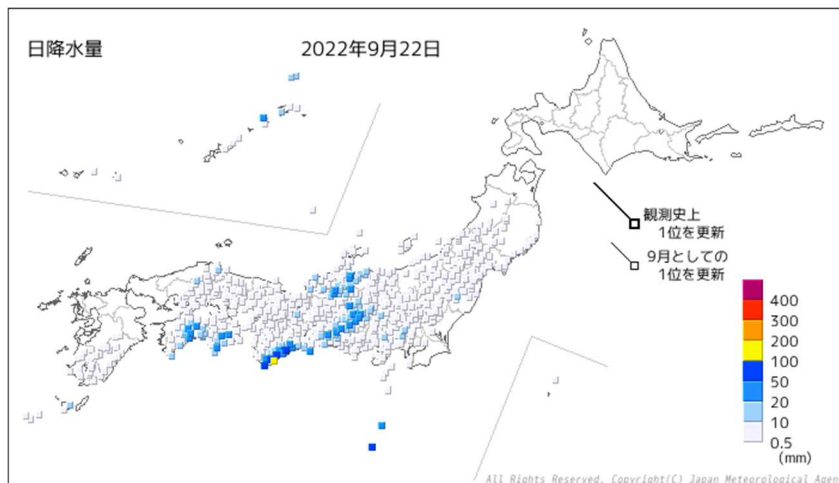 日降水量
2022年9月22日
観測史上
1位を更新
9月としての
1位を更新
400
300
200
100
50
20
10
0.5
(mm)
All Rights Reserved. Copyright(C) Japan Meteorological Agen